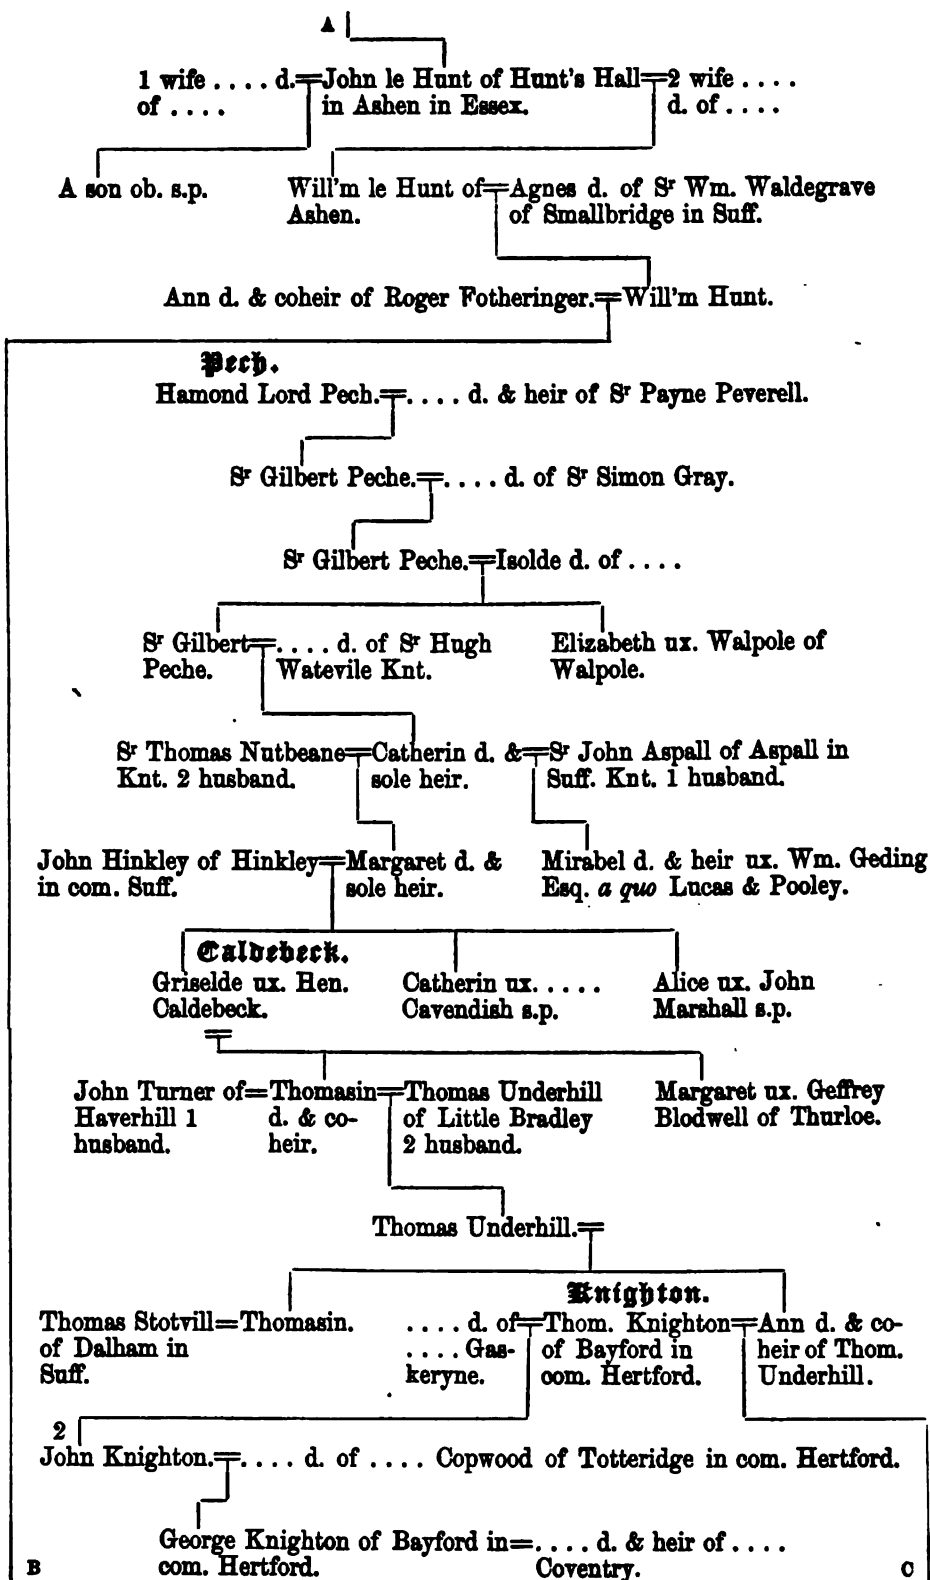 A
1 wife . . . . d.=John le Hunt of Hunt's Hall=2 wife . . . .
of . . . . in Ashen in Essex. d. of . . . .
A son ob. s.p. Will'm le Hunt of=Agnes d. of Sʳ Wm. Waldegrave
Ashen. of Smallbridge in Suff.
Ann d. & coheir of Roger Fotheringer.=Will'm Hunt.
Pech.
Hamond Lord Pech.=. . . . d. & heir of Sʳ Payne Peverell.
Sʳ Gilbert Peche.=. . . . d. of Sʳ Simon Gray.
Sʳ Gilbert Peche.=Isolde d. of . . . .
Sʳ Gilbert=. . . . d. of Sʳ Hugh Elizabeth ux. Walpole of
Peche. Watevile Knt. Walpole.
Sʳ Thomas Nutbeane=Catherin d. &=Sʳ John Aspall of Aspall in
Knt. 2 husband. sole heir. Suff. Knt. 1 husband.
John Hinkley of Hinkley=Margaret d. & Mirabel d. & heir ux. Wm. Geding
in com. Suff. sole heir. Esq. a quo Lucas & Pooley.
Caldebeck.
Griselde ux. Hen. Catherin ux. . . . . Alice ux. John
Caldebeck. Cavendish s.p. Marshall s.p.
=
John Turner of=Thomasin=Thomas Underhill Margaret ux. Geffrey
Haverhill 1 d. & co- of Little Bradley Blodwell of Thurloe.
husband. heir. 2 husband.
Thomas Underhill.=
Knighton.
Thomas Stotvill=Thomasin. . . . . d. of=Thom. Knighton=Ann d. & co-
of Dalham in . . . . Gas- of Bayford in heir of Thom.
Suff. keryne. com. Hertford. Underhill.
2
John Knighton.=. . . . d. of . . . . Copwood of Totteridge in com. Hertford.
George Knighton of Bayford in=. . . . d. & heir of . . . .
B com. Hertford. Coventry. C